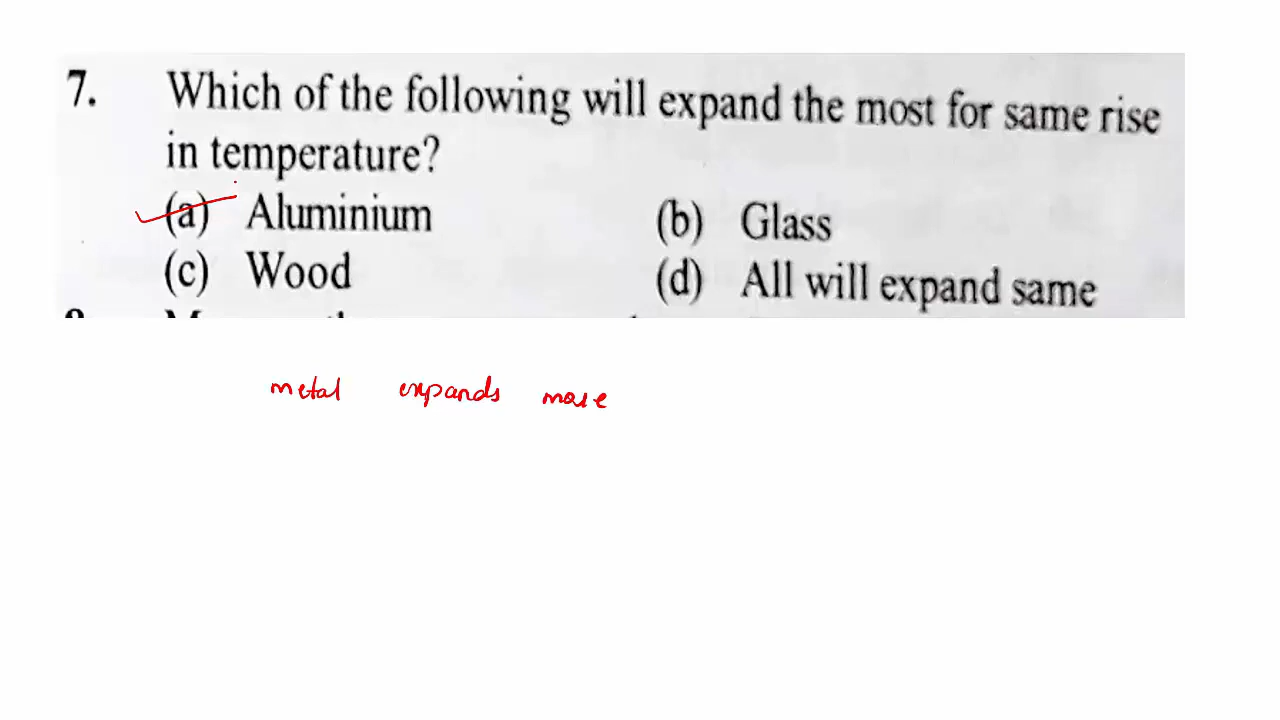 7. Which of the following will expand the most for same rise
in temperature?
(a) Aluminium (b) Glass
(c) Wood (d) All will expand same
metal expands more